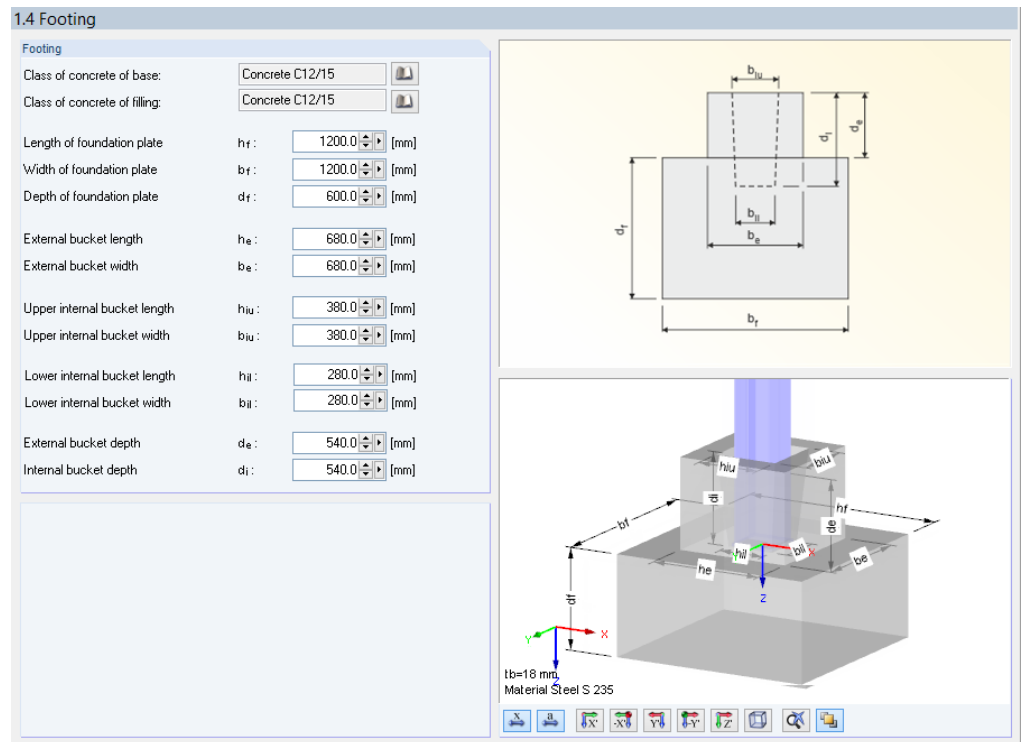 1.4 Footing
Footing
Class of concrete of base: Concrete C12/15
Class of concrete of filling: Concrete C12/15
Length of foundation plate hf : 1200.0 [mm]
Width of foundation plate bf : 1200.0 [mm]
Depth of foundation plate df : 600.0 [mm]
External bucket length he : 680.0 [mm]
External bucket width be : 680.0 [mm]
Upper internal bucket length hiu : 380.0 [mm]
Upper internal bucket width biu : 380.0 [mm]
Lower internal bucket length hil : 280.0 [mm]
Lower internal bucket width bil : 280.0 [mm]
External bucket depth de : 540.0 [mm]
Internal bucket depth di : 540.0 [mm]
bIu
dI
de
bII
be
df
bf
hiu
biu
di
hf
bf
de
hil
bil
X
he
be
Z
df
Y
X
Z
tb=18 mm
Material Steel S 235
x
a
X'
-X'
Y'
-Y'
Z'